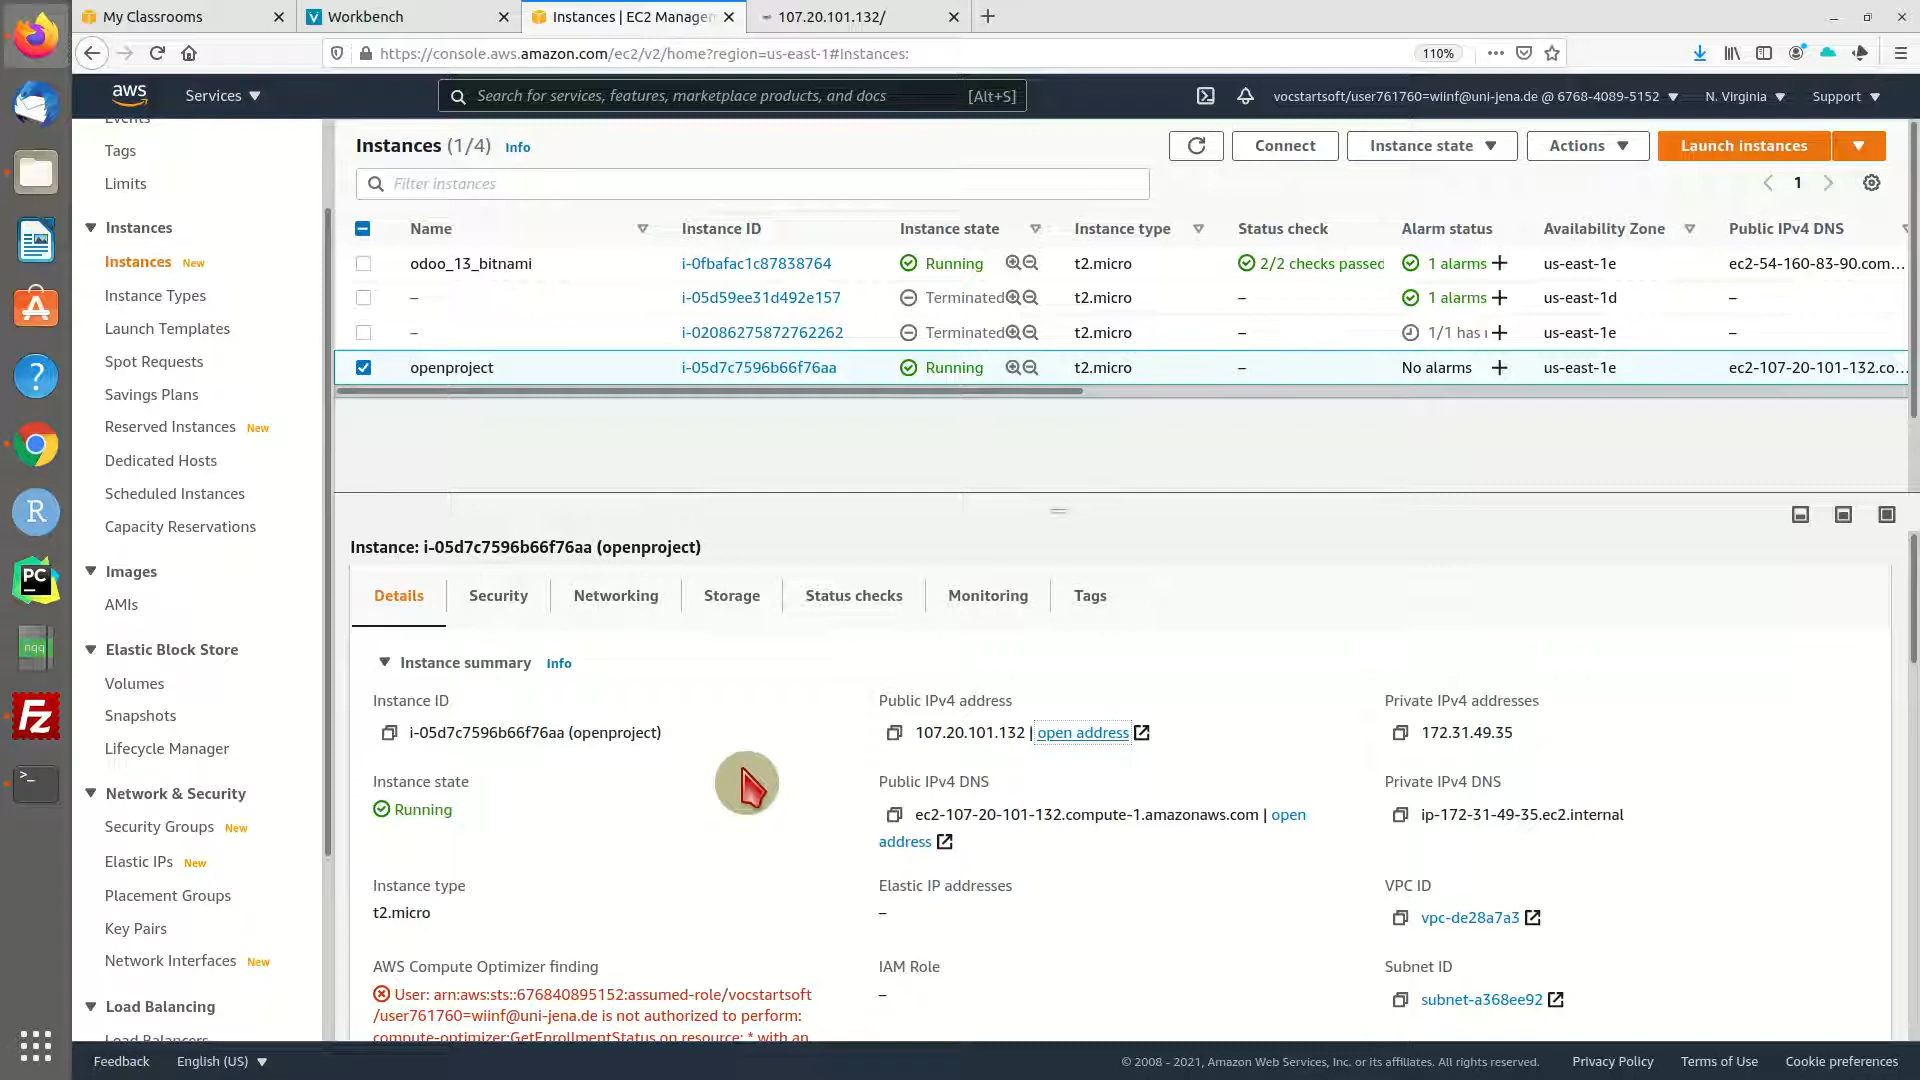 My Classrooms
Workbench
Instances | EC2 Managem
107.20.101.132/
https://console.aws.amazon.com/ec2/v2/home?region=us-east-1#Instances:
110%
aws
Services
Search for services, features, marketplace products, and docs
[Alt+S]
vocstartsoft/user761760=wiinf@uni-jena.de @ 6768-4089-5152
N. Virginia
Support
Events
Tags
Limits
Instances
Instances New
Instance Types
Launch Templates
Spot Requests
Savings Plans
Reserved Instances New
Dedicated Hosts
Scheduled Instances
Capacity Reservations
Images
AMIs
Elastic Block Store
Volumes
Snapshots
Lifecycle Manager
Network & Security
Security Groups New
Elastic IPs New
Placement Groups
Key Pairs
Network Interfaces New
Load Balancing
Load Balancers
Instances (1/4) Info
Connect
Instance state
Actions
Launch instances
Filter instances
1
Name Instance ID Instance state Instance type Status check Alarm status Availability Zone Public IPv4 DNS
odoo_13_bitnami i-0fbafac1c87838764 Running t2.micro 2/2 checks passed 1 alarms + us-east-1e ec2-54-160-83-90.com...
– i-05d59ee31d492e157 Terminated t2.micro – 1 alarms + us-east-1d –
– i-02086275872762262 Terminated t2.micro – 1/1 has + us-east-1e –
openproject i-05d7c7596b66f76aa Running t2.micro – No alarms + us-east-1e ec2-107-20-101-132.co...
Instance: i-05d7c7596b66f76aa (openproject)
Details Security Networking Storage Status checks Monitoring Tags
Instance summary Info
Instance ID
i-05d7c7596b66f76aa (openproject)
Public IPv4 address
107.20.101.132 | open address
Private IPv4 addresses
172.31.49.35
Instance state
Running
Public IPv4 DNS
ec2-107-20-101-132.compute-1.amazonaws.com | open
address
Private IPv4 DNS
ip-172-31-49-35.ec2.internal
Instance type
t2.micro
Elastic IP addresses
–
VPC ID
vpc-de28a7a3
AWS Compute Optimizer finding
User: arn:aws:sts::676840895152:assumed-role/vocstartsoft
/user761760=wiinf@uni-jena.de is not authorized to perform:
compute-optimizer:GetEnrollmentStatus on resource: * with an
IAM Role
–
Subnet ID
subnet-a368ee92
?
R
PC
nqq
Fz
>_
Feedback
English (US)
© 2008 - 2021, Amazon Web Services, Inc. or its affiliates. All rights reserved.
Privacy Policy
Terms of Use
Cookie preferences